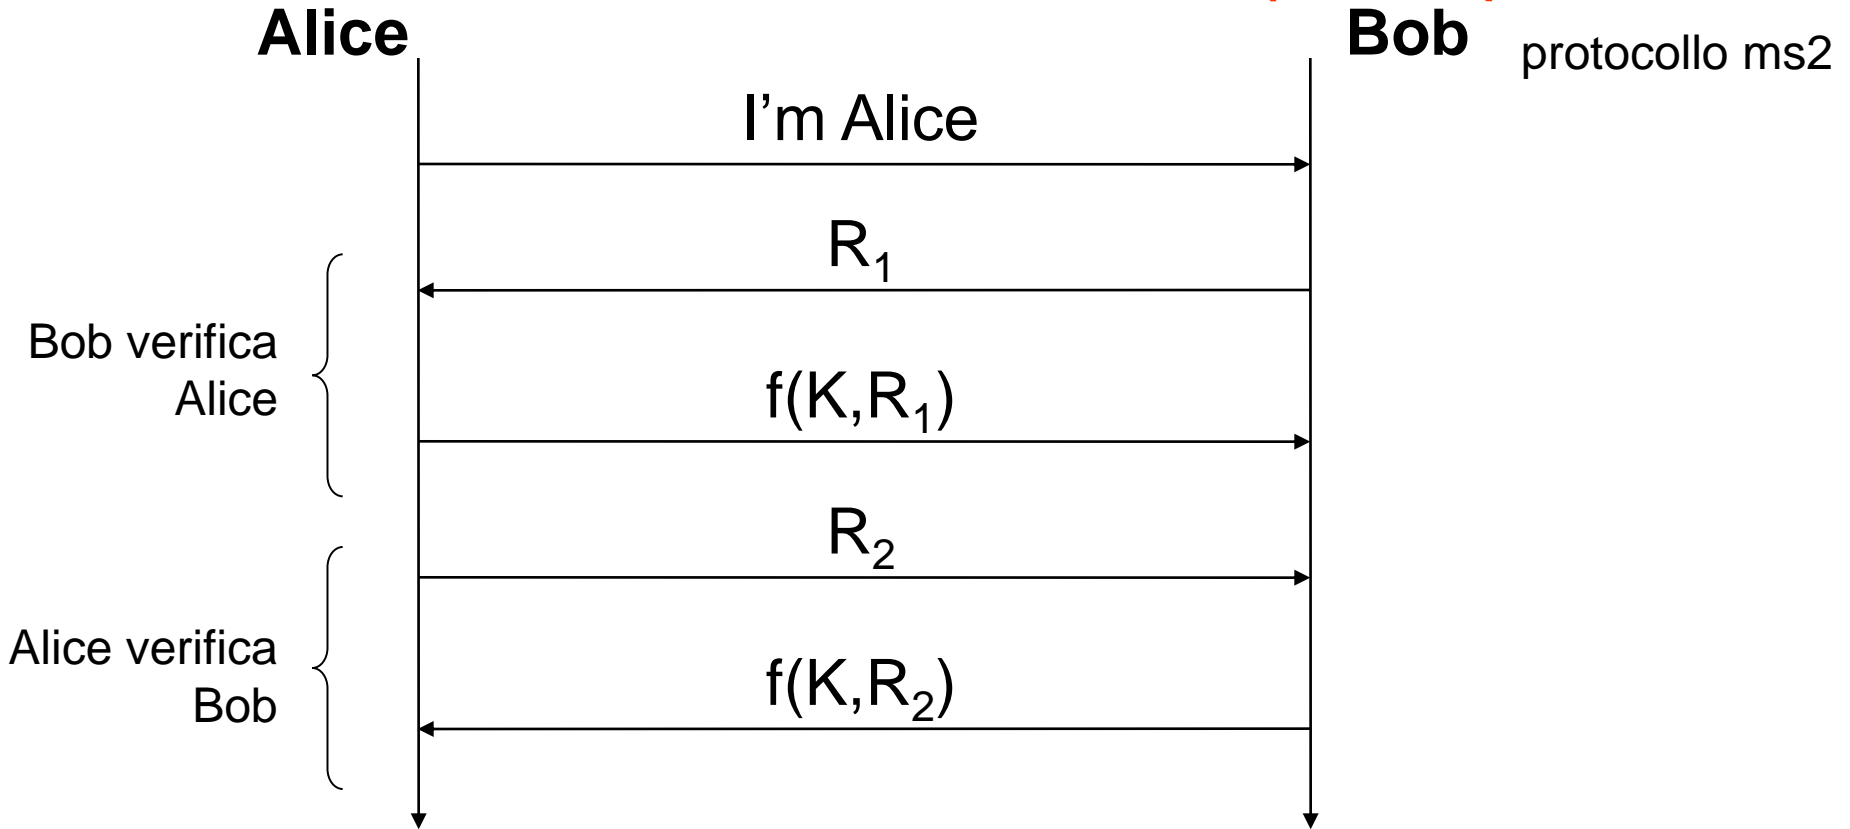 Alice
Bob
protocollo ms2
I'm Alice
R₁
Bob verifica
Alice
f(K,R₁)
R₂
Alice verifica
Bob
f(K,R₂)